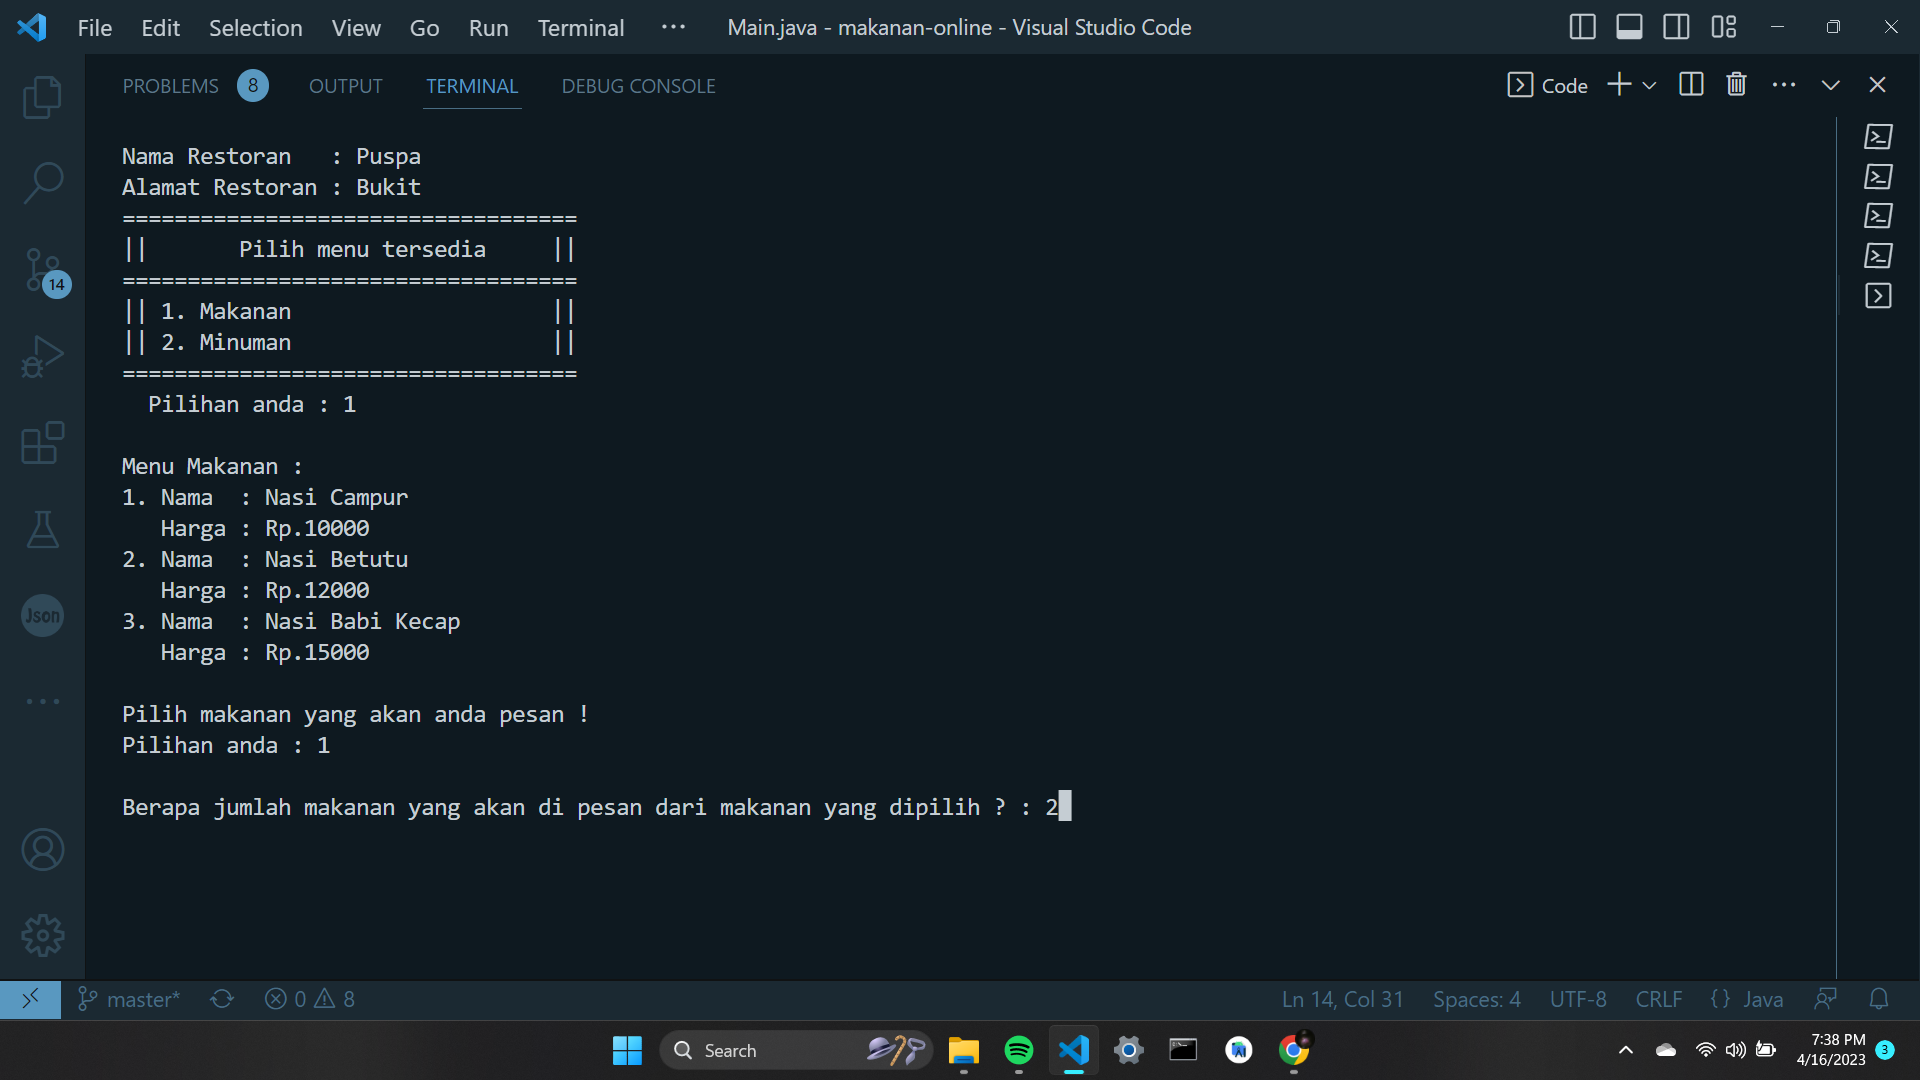 File Edit Selection View Go Run Terminal ··· Main.java - makanan-online - Visual Studio Code
PROBLEMS 8 OUTPUT TERMINAL DEBUG CONSOLE Code
Nama Restoran   : Puspa
Alamat Restoran : Bukit
===================================
||       Pilih menu tersedia     ||
===================================
|| 1. Makanan                    ||
|| 2. Minuman                    ||
===================================
  Pilihan anda : 1
Menu Makanan :
1. Nama  : Nasi Campur
   Harga : Rp.10000
2. Nama  : Nasi Betutu
   Harga : Rp.12000
3. Nama  : Nasi Babi Kecap
   Harga : Rp.15000
Pilih makanan yang akan anda pesan !
Pilihan anda : 1
Berapa jumlah makanan yang akan di pesan dari makanan yang dipilih ? : 2
14
Json
master* 0 8 Ln 14, Col 31 Spaces: 4 UTF-8 CRLF {} Java
Search
7:38 PM
4/16/2023 3